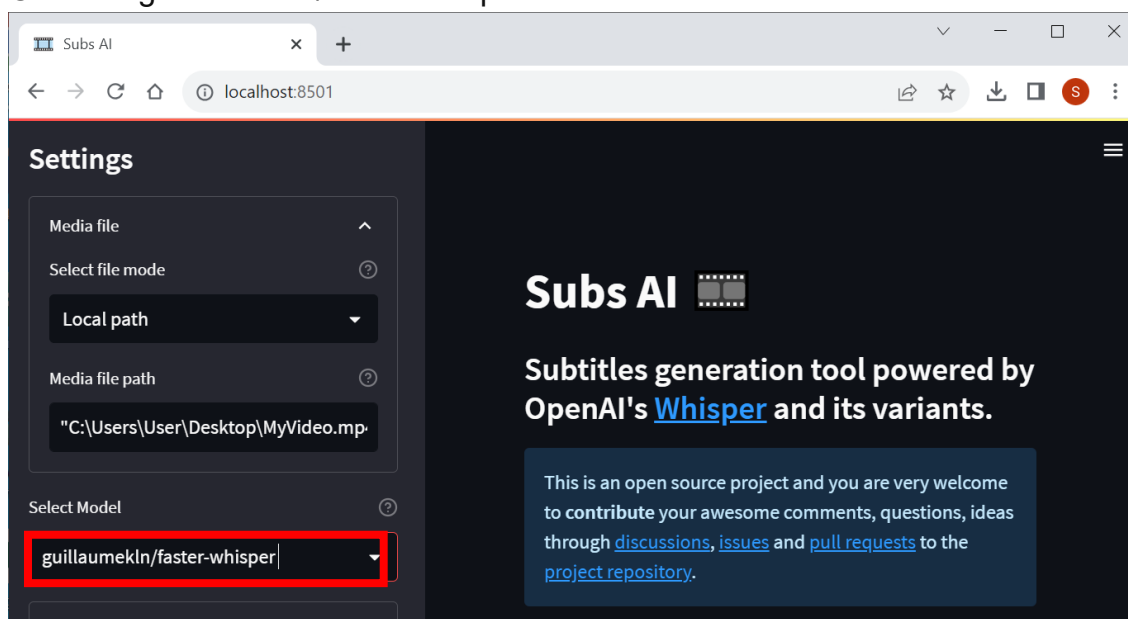 Subs AI
localhost:8501
S
Settings
Media file
Select file mode
Local path
Media file path
"C:\Users\User\Desktop\MyVideo.mp
Select Model
guillaumekln/faster-whisper
Subs AI
Subtitles generation tool powered by
OpenAI's Whisper and its variants.
This is an open source project and you are very welcome
to contribute your awesome comments, questions, ideas
through discussions, issues and pull requests to the
project repository.